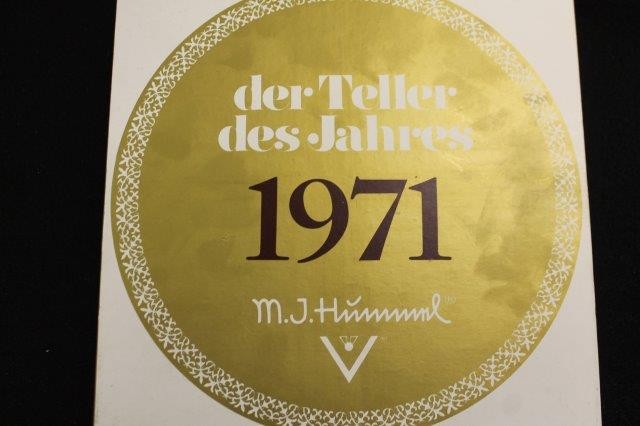 der Teller
des Jahres
1971
M.J.Hummel